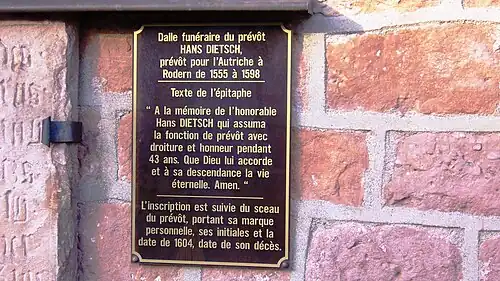 Dalle funéraire du prévôt
HANS DIETSCH,
prévôt pour l'Autriche à
Rodern de 1555 à 1598
Texte de l'épitaphe
" A la mémoire de l'honorable
Hans DIETSCH qui assuma
la fonction de prévôt avec
droiture et honneur pendant
43 ans. Que Dieu lui accorde
et à sa descendance la vie
éternelle. Amen. "
L'inscription est suivie du sceau
du prévôt, portant sa marque
personnelle, ses initiales et la
date de 1604, date de son décès.